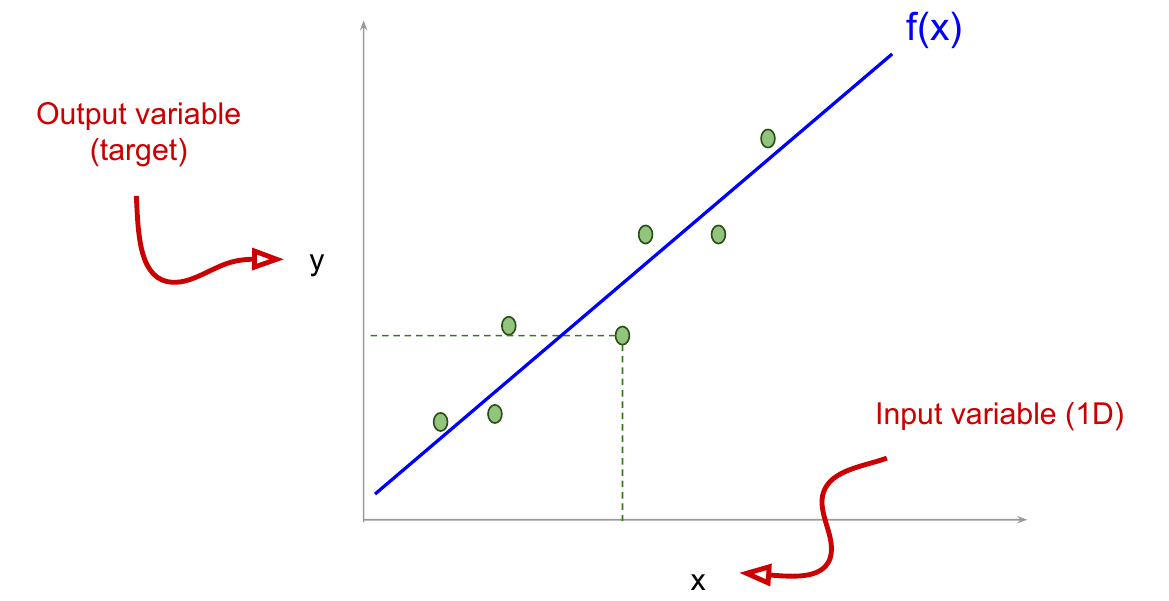 f(x)
Output variable
(target)
y
Input variable (1D)
x